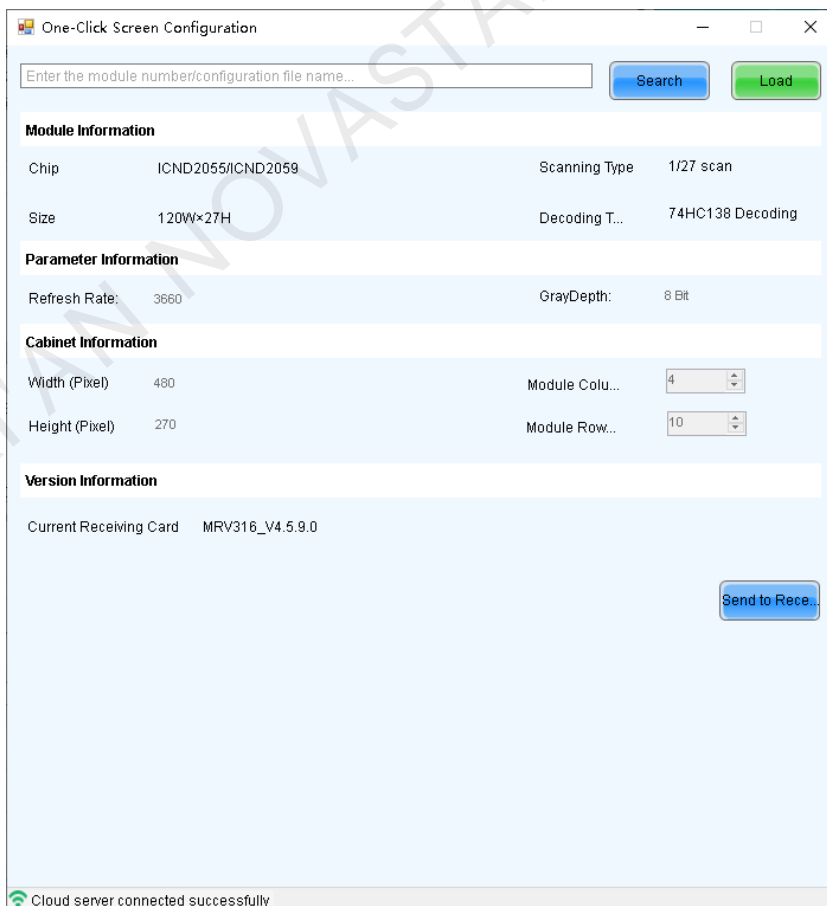 One-Click Screen Configuration
Enter the module number/configuration file name...
Search
Load
Module Information
Chip ICND2055/ICND2059 Scanning Type 1/27 scan
Size 120W×27H Decoding T... 74HC138 Decoding
Parameter Information
Refresh Rate: 3660 GrayDepth: 8 Bit
Cabinet Information
Width (Pixel) 480 Module Colu... 4
Height (Pixel) 270 Module Row... 10
Version Information
Current Receiving Card MRV316_V4.5.9.0
Send to Rece...
Cloud server connected successfully
AN NOVASTA